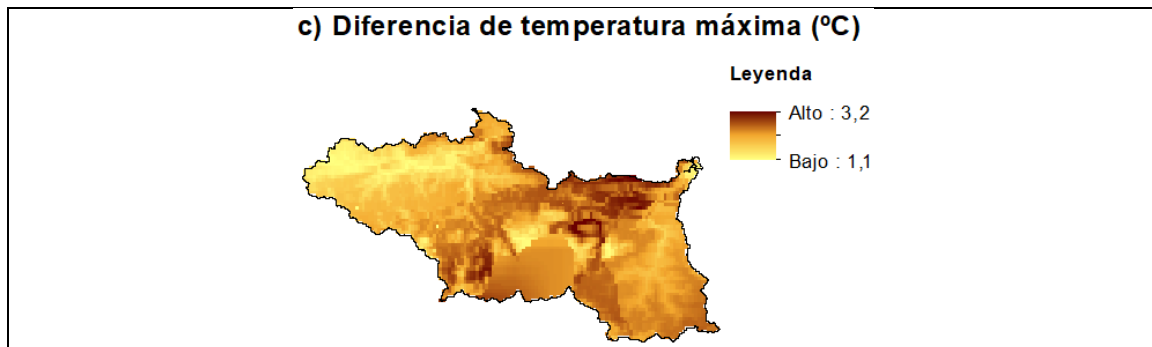 c) Diferencia de temperatura máxima (ºC)
Leyenda
Alto : 3,2
Bajo : 1,1